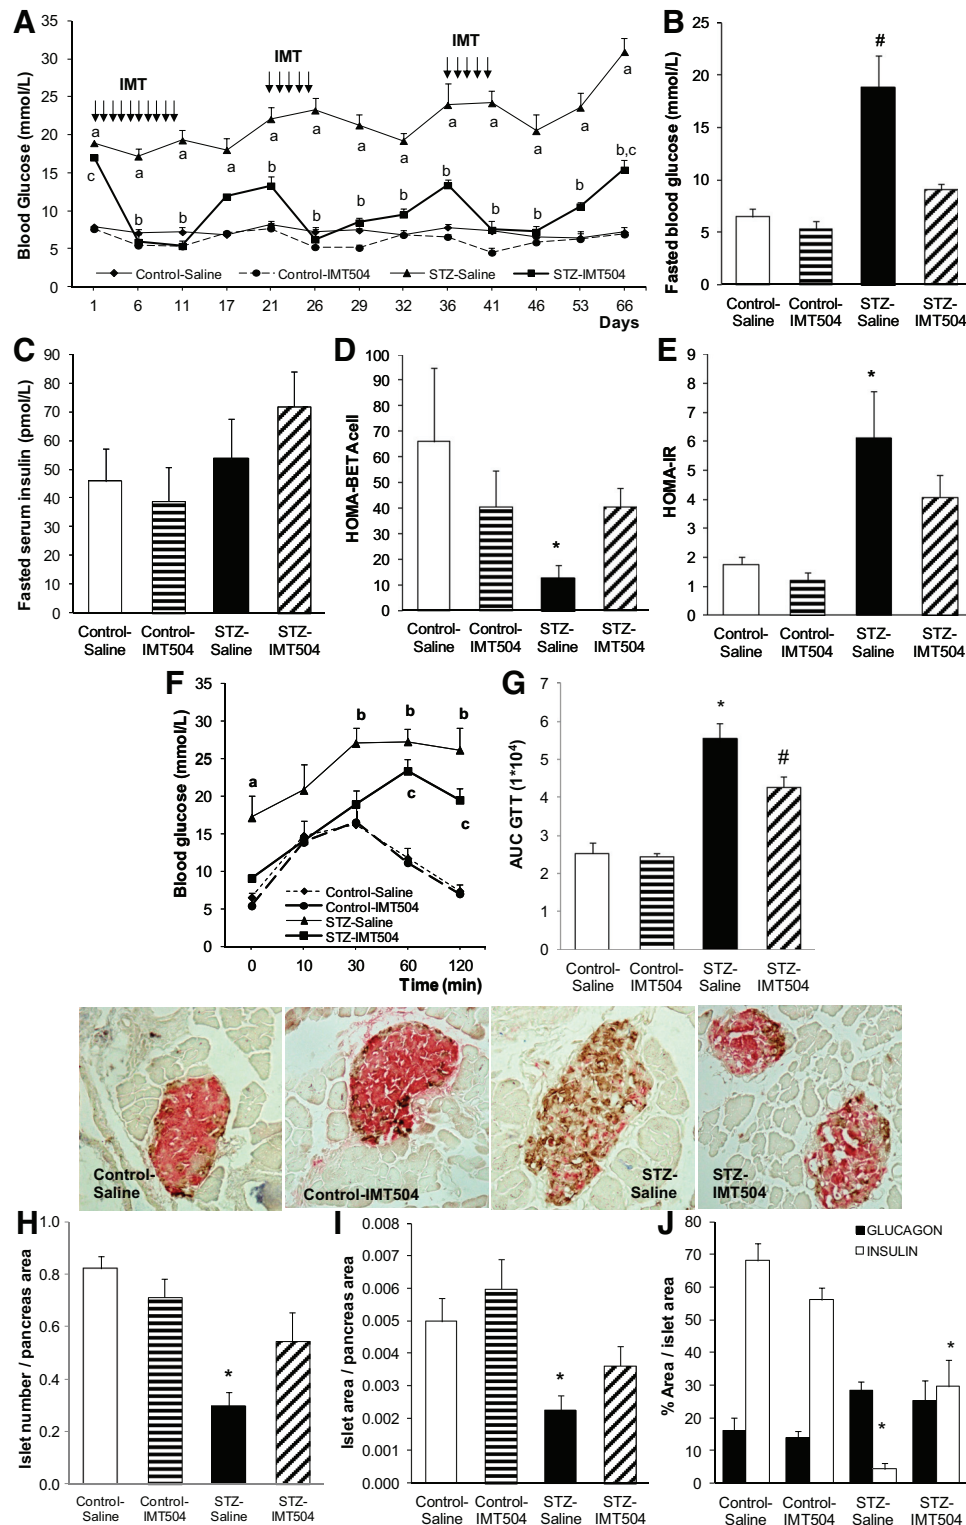 A
Blood Glucose (mmol/L)
35
30
25
20
15
10
5
0
IMT
IMT
IMT
a
a
a
a
a
a
a
a
a
a
a
a
a
c
b
b
b
b
b
b
b
b
b
b
b,c
Control-Saline
Control-IMT504
STZ-Saline
STZ-IMT504
1 6 11 17 21 26 29 32 36 41 46 53 66
Days
B
Fasted blood glucose (mmol/L)
25
20
15
10
5
0
#
Control-Saline
Control-IMT504
STZ-Saline
STZ-IMT504
C
Fasted serum insulin (pmol/L)
90
80
70
60
50
40
30
20
10
0
Control-Saline
Control-IMT504
STZ-Saline
STZ-IMT504
D
HOMA-BETAcell
100
90
80
70
60
50
40
30
20
10
0
*
Control-Saline
Control-IMT504
STZ-Saline
STZ-IMT504
E
HOMA-IR
9
8
7
6
5
4
3
2
1
0
*
Control-Saline
Control-IMT504
STZ-Saline
STZ-IMT504
F
Blood glucose (mmol/L)
35
30
25
20
15
10
5
0
a
b
b
b
c
c
Control-Saline
Control-IMT504
STZ-Saline
STZ-IMT504
0 10 30 60 120
Time (min)
G
AUC GTT (1*10⁴)
7
6
5
4
3
2
1
0
*
#
Control-Saline
Control-IMT504
STZ-Saline
STZ-IMT504
Control-Saline
Control-IMT504
STZ-Saline
STZ-IMT504
H
Islet number / pancreas area
1.0
0.8
0.6
0.4
0.2
0.0
*
Control-Saline
Control-IMT504
STZ-Saline
STZ-IMT504
I
Islet area / pancreas area
0.008
0.007
0.006
0.005
0.004
0.003
0.002
0.001
0.000
*
Control-Saline
Control-IMT504
STZ-Saline
STZ-IMT504
J
% Area / islet area
80
70
60
50
40
30
20
10
0
GLUCAGON
INSULIN
*
*
Control-Saline
Control-IMT504
STZ-Saline
STZ-IMT504